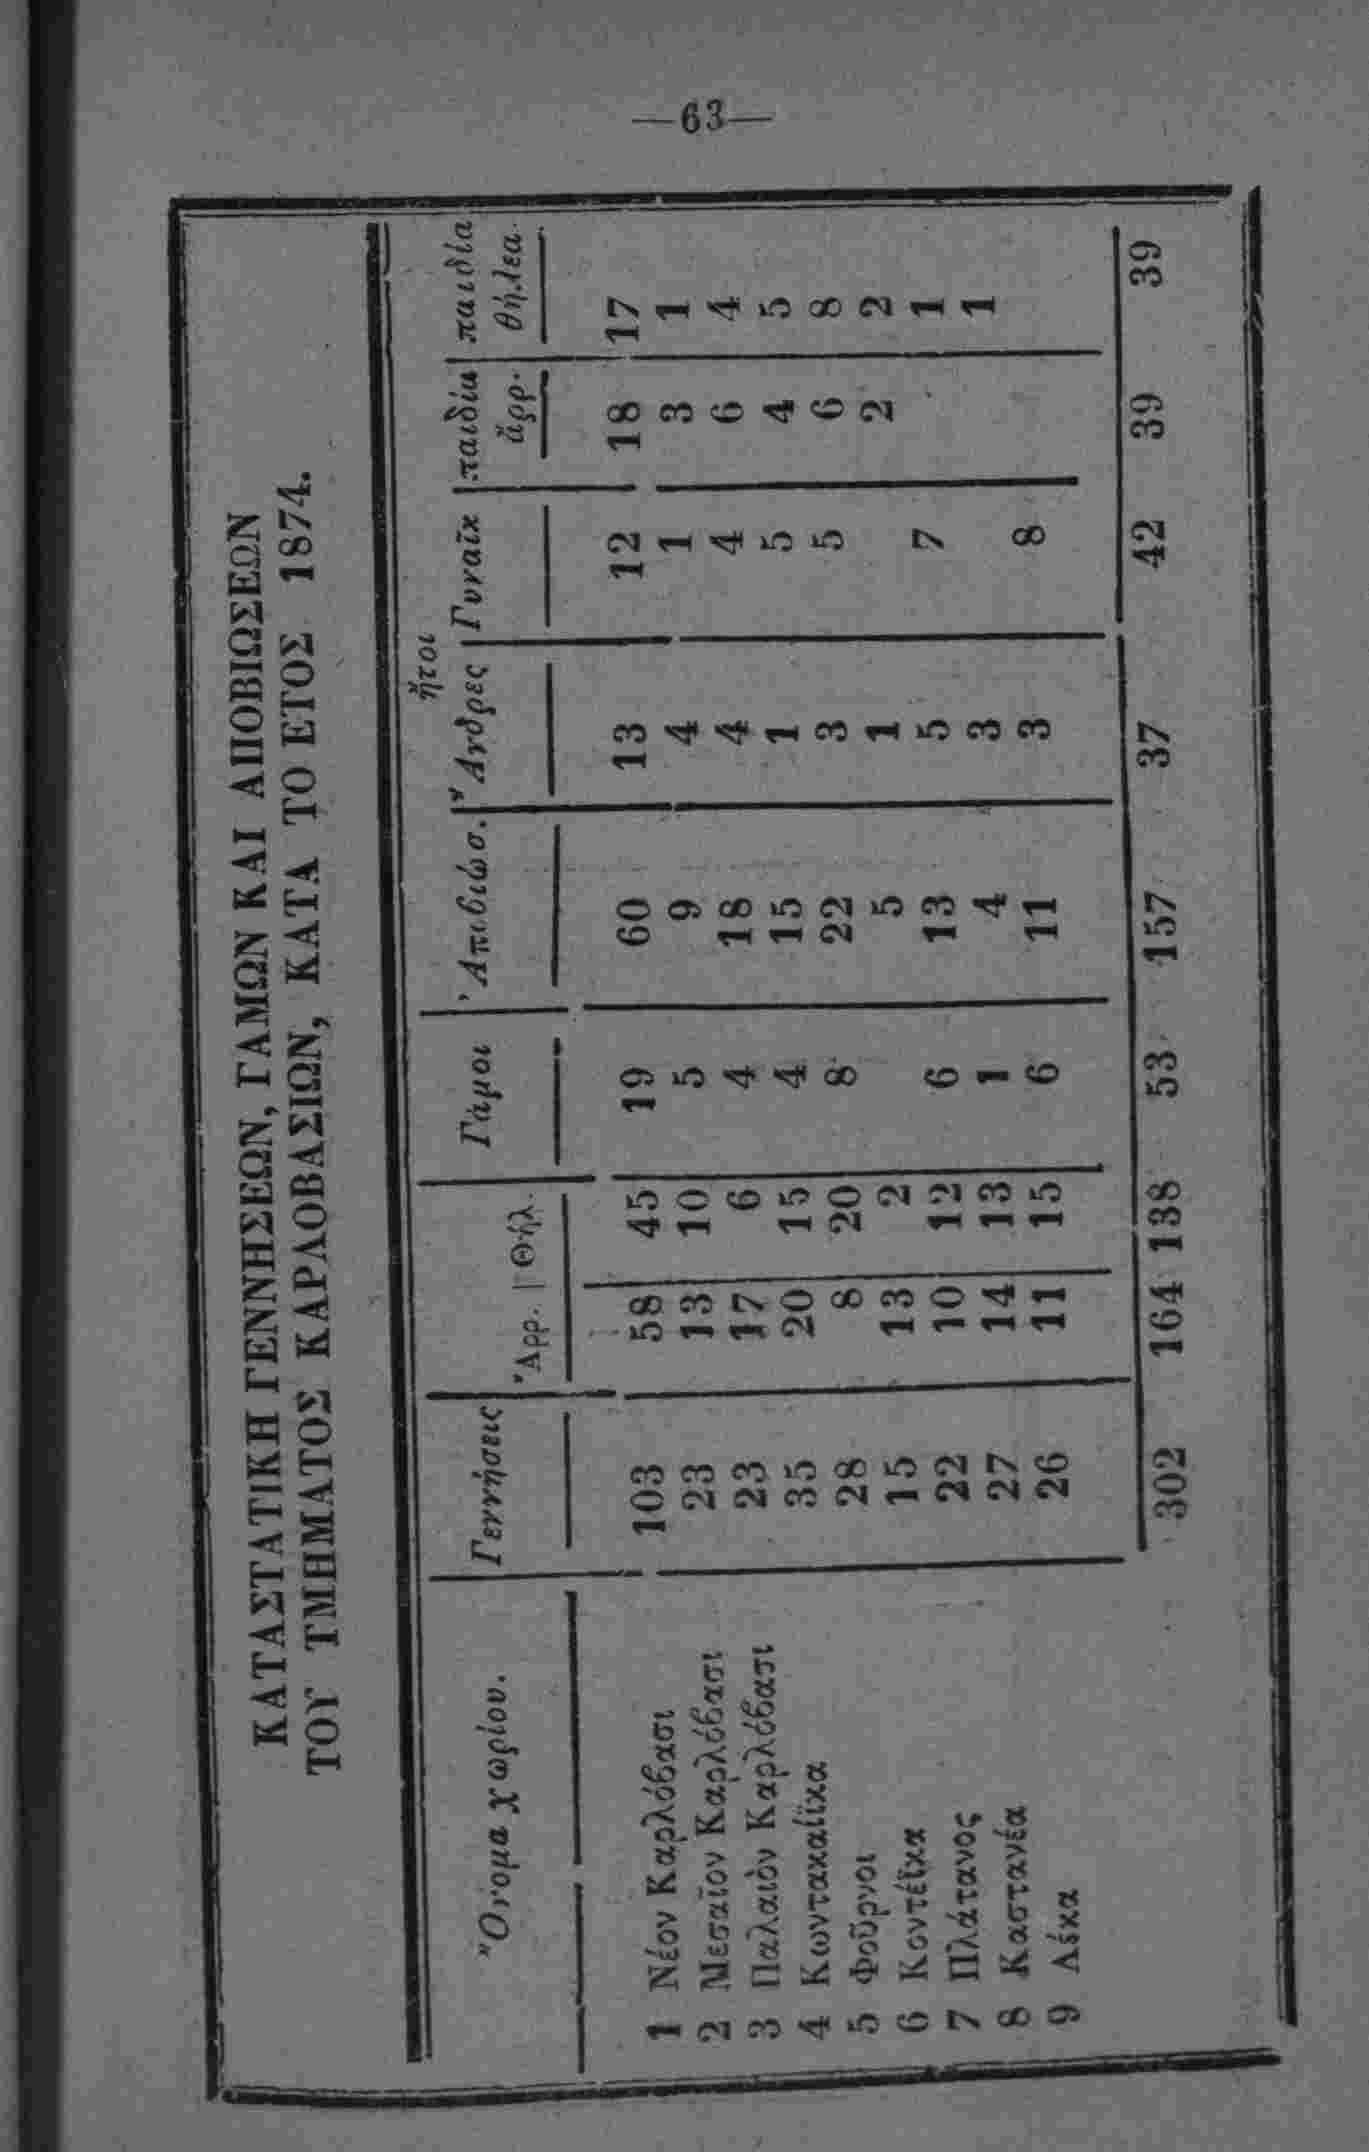 —63—
ΚΑΤΑΣΤΑΤΙΚΗ ΓΕΝΝΗΣΕΩΝ, ΓΑΜΩΝ ΚΑΙ ΑΠΟΒΙΩΣΕΩΝ
ΤΟΥ ΤΜΗΜΑΤΟΣ ΚΑΡΛΟΒΑΣΙΩΝ, ΚΑΤΑ ΤΟ ΕΤΟΣ 1874.
ἤτοι
Ὄνομα χωρίου. Γεννήσεις Ἄρρ. | Θήλ. Γάμοι Ἀπεβιώσ. Ἄνδρες Γυναῖκ παιδία ἄρρ. παιδία θήλεα.
1 Νέον Καρλόβασι 103 58 45 19 60 13 12 18 17
2 Μεσαῖον Καρλόβασι 23 13 10 5 9 4 1 3 1
3 Παλαιὸν Καρλόβασι 23 17 6 4 18 4 4 6 4
4 Κωντακαίϊκα 35 20 15 4 15 1 5 4 5
5 Φοῦρνοι 28 8 20 8 22 3 5 6 8
6 Κοντέϊκα 15 13 2 5 1 2 2
7 Πλάτανος 22 10 12 6 13 5 7 1
8 Καστανέα 27 14 13 1 4 3 1
9 Λέκα 26 11 15 6 11 3 8
302 164 138 53 157 37 42 39 39